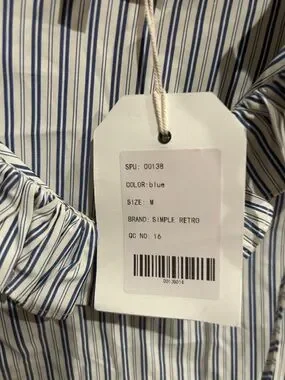 SPU: 00138
COLOR:blue
SIZE: M
BRAND: SIMPLE RETRO
QC NO: 16